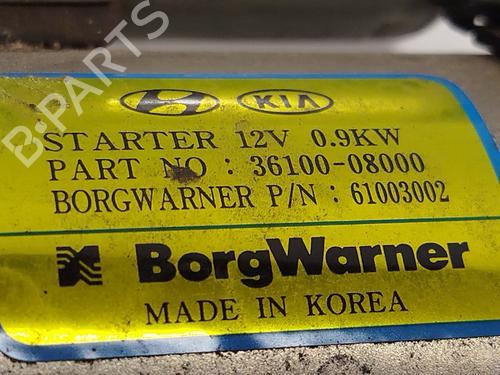 KIA
STARTER 12V 0.9KW
PART NO : 36100-08000
BORGWARNER P/N : 61003002
BorgWarner
MADE IN KOREA
B-PARTS